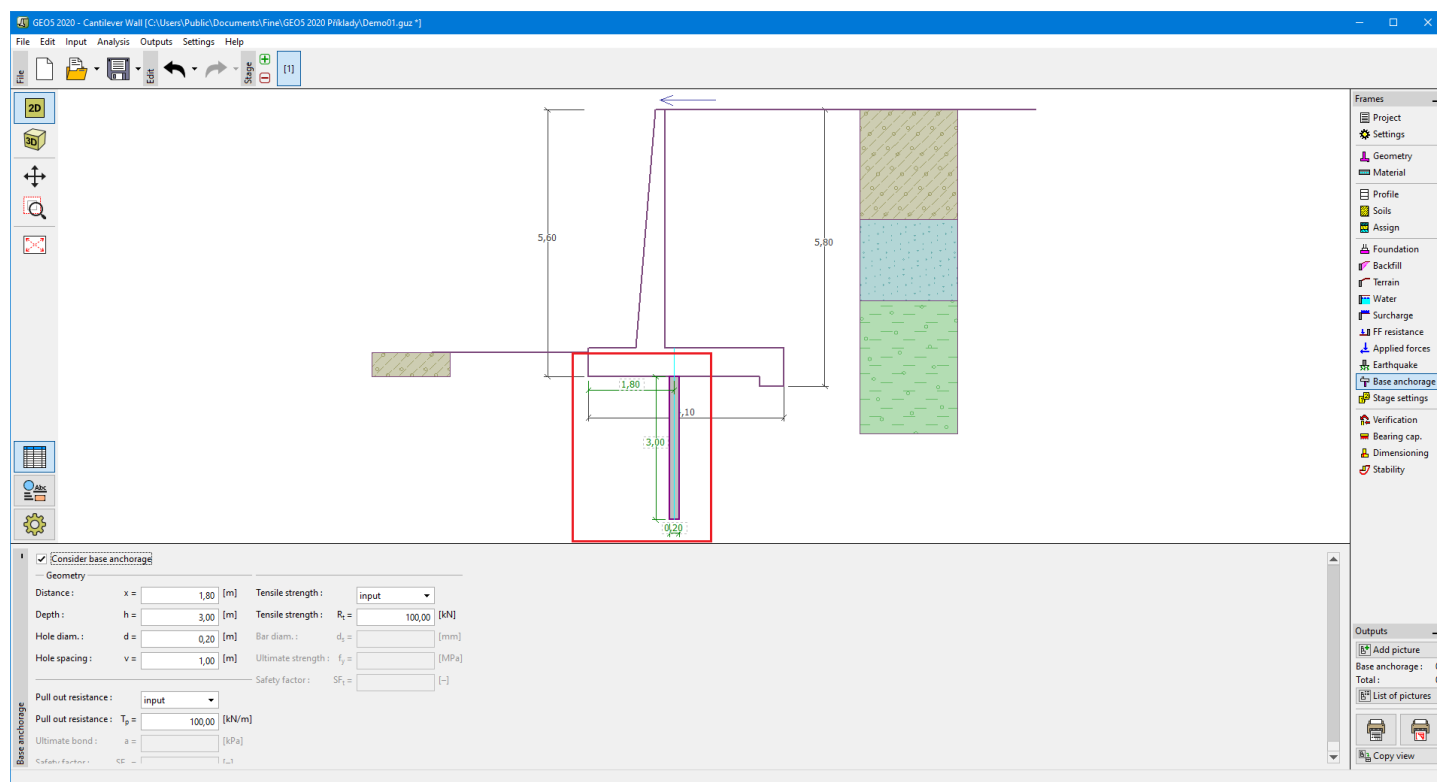 GEO5 2020 - Cantilever Wall [C:\Users\Public\Documents\Fine\GEO5 2020 Příklady\Demo01.guz *]
File Edit Input Analysis Outputs Settings Help
File
Edit
Stage
[1]
2D
3D
Abc
5,60
5,80
1,80
,10
3,00
0,20
Frames
Project
Settings
Geometry
Material
Profile
Soils
Assign
Foundation
Backfill
Terrain
Water
Surcharge
FF resistance
Applied forces
Earthquake
Base anchorage
Stage settings
Verification
Bearing cap.
Dimensioning
Stability
Base anchorage
Consider base anchorage
Geometry
Distance : x = 1,80 [m]
Depth : h = 3,00 [m]
Hole diam. : d = 0,20 [m]
Hole spacing : v = 1,00 [m]
Pull out resistance : input
Pull out resistance : Tp = 100,00 [kN/m]
Ultimate bond : a = [kPa]
Safety factor : SF = [–]
Tensile strength : input
Tensile strength : Rt = 100,00 [kN]
Bar diam. : ds = [mm]
Ultimate strength : fy = [MPa]
Safety factor : SFt = [–]
Outputs
Add picture
Base anchorage :
Total :
List of pictures
Copy view